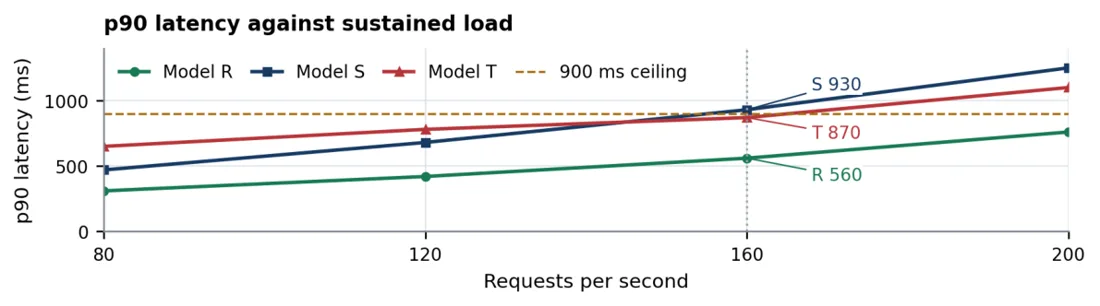 p90 latency against sustained load
Model R Model S Model T 900 ms ceiling
p90 latency (ms)
1000
500
0
S 930
T 870
R 560
80 120 160 200
Requests per second